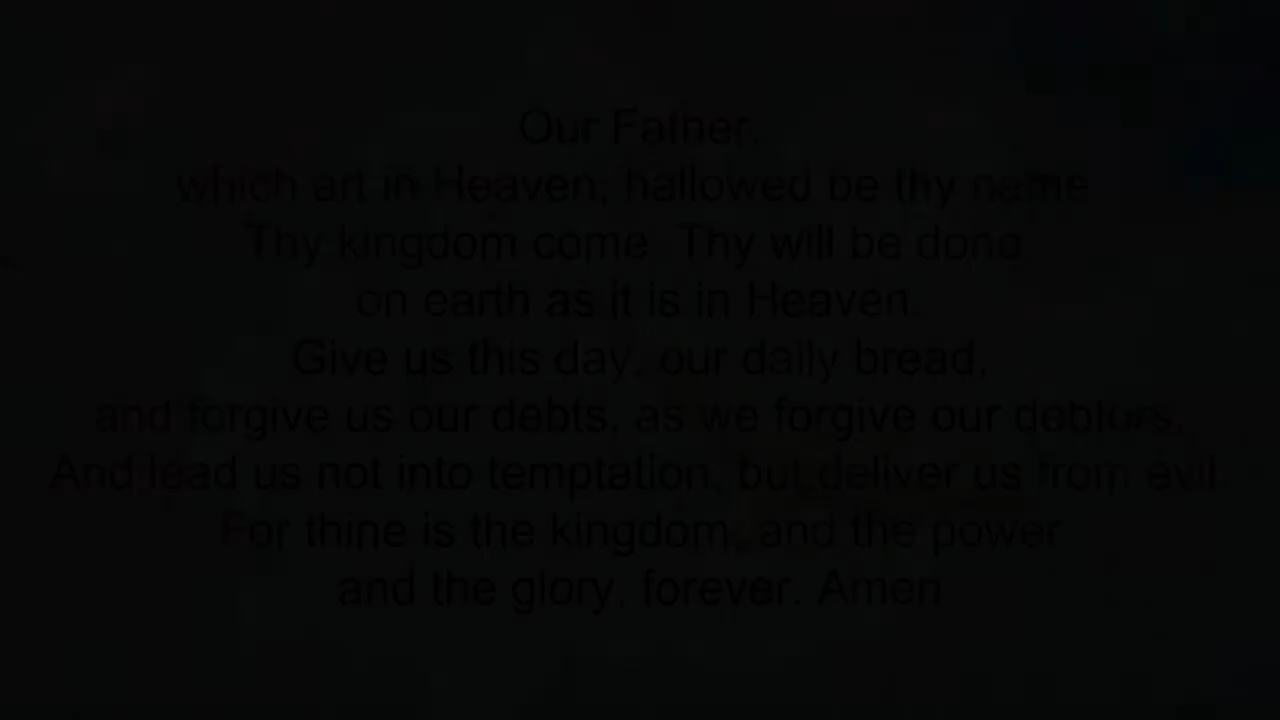 Our Father,
which art in Heaven, hallowed be thy name
Thy kingdom come. Thy will be done
on earth as it is in Heaven.
Give us this day, our daily bread,
and forgive us our debts, as we forgive our debtors.
And lead us not into temptation, but deliver us from evil.
For thine is the kingdom, and the power
and the glory, forever. Amen